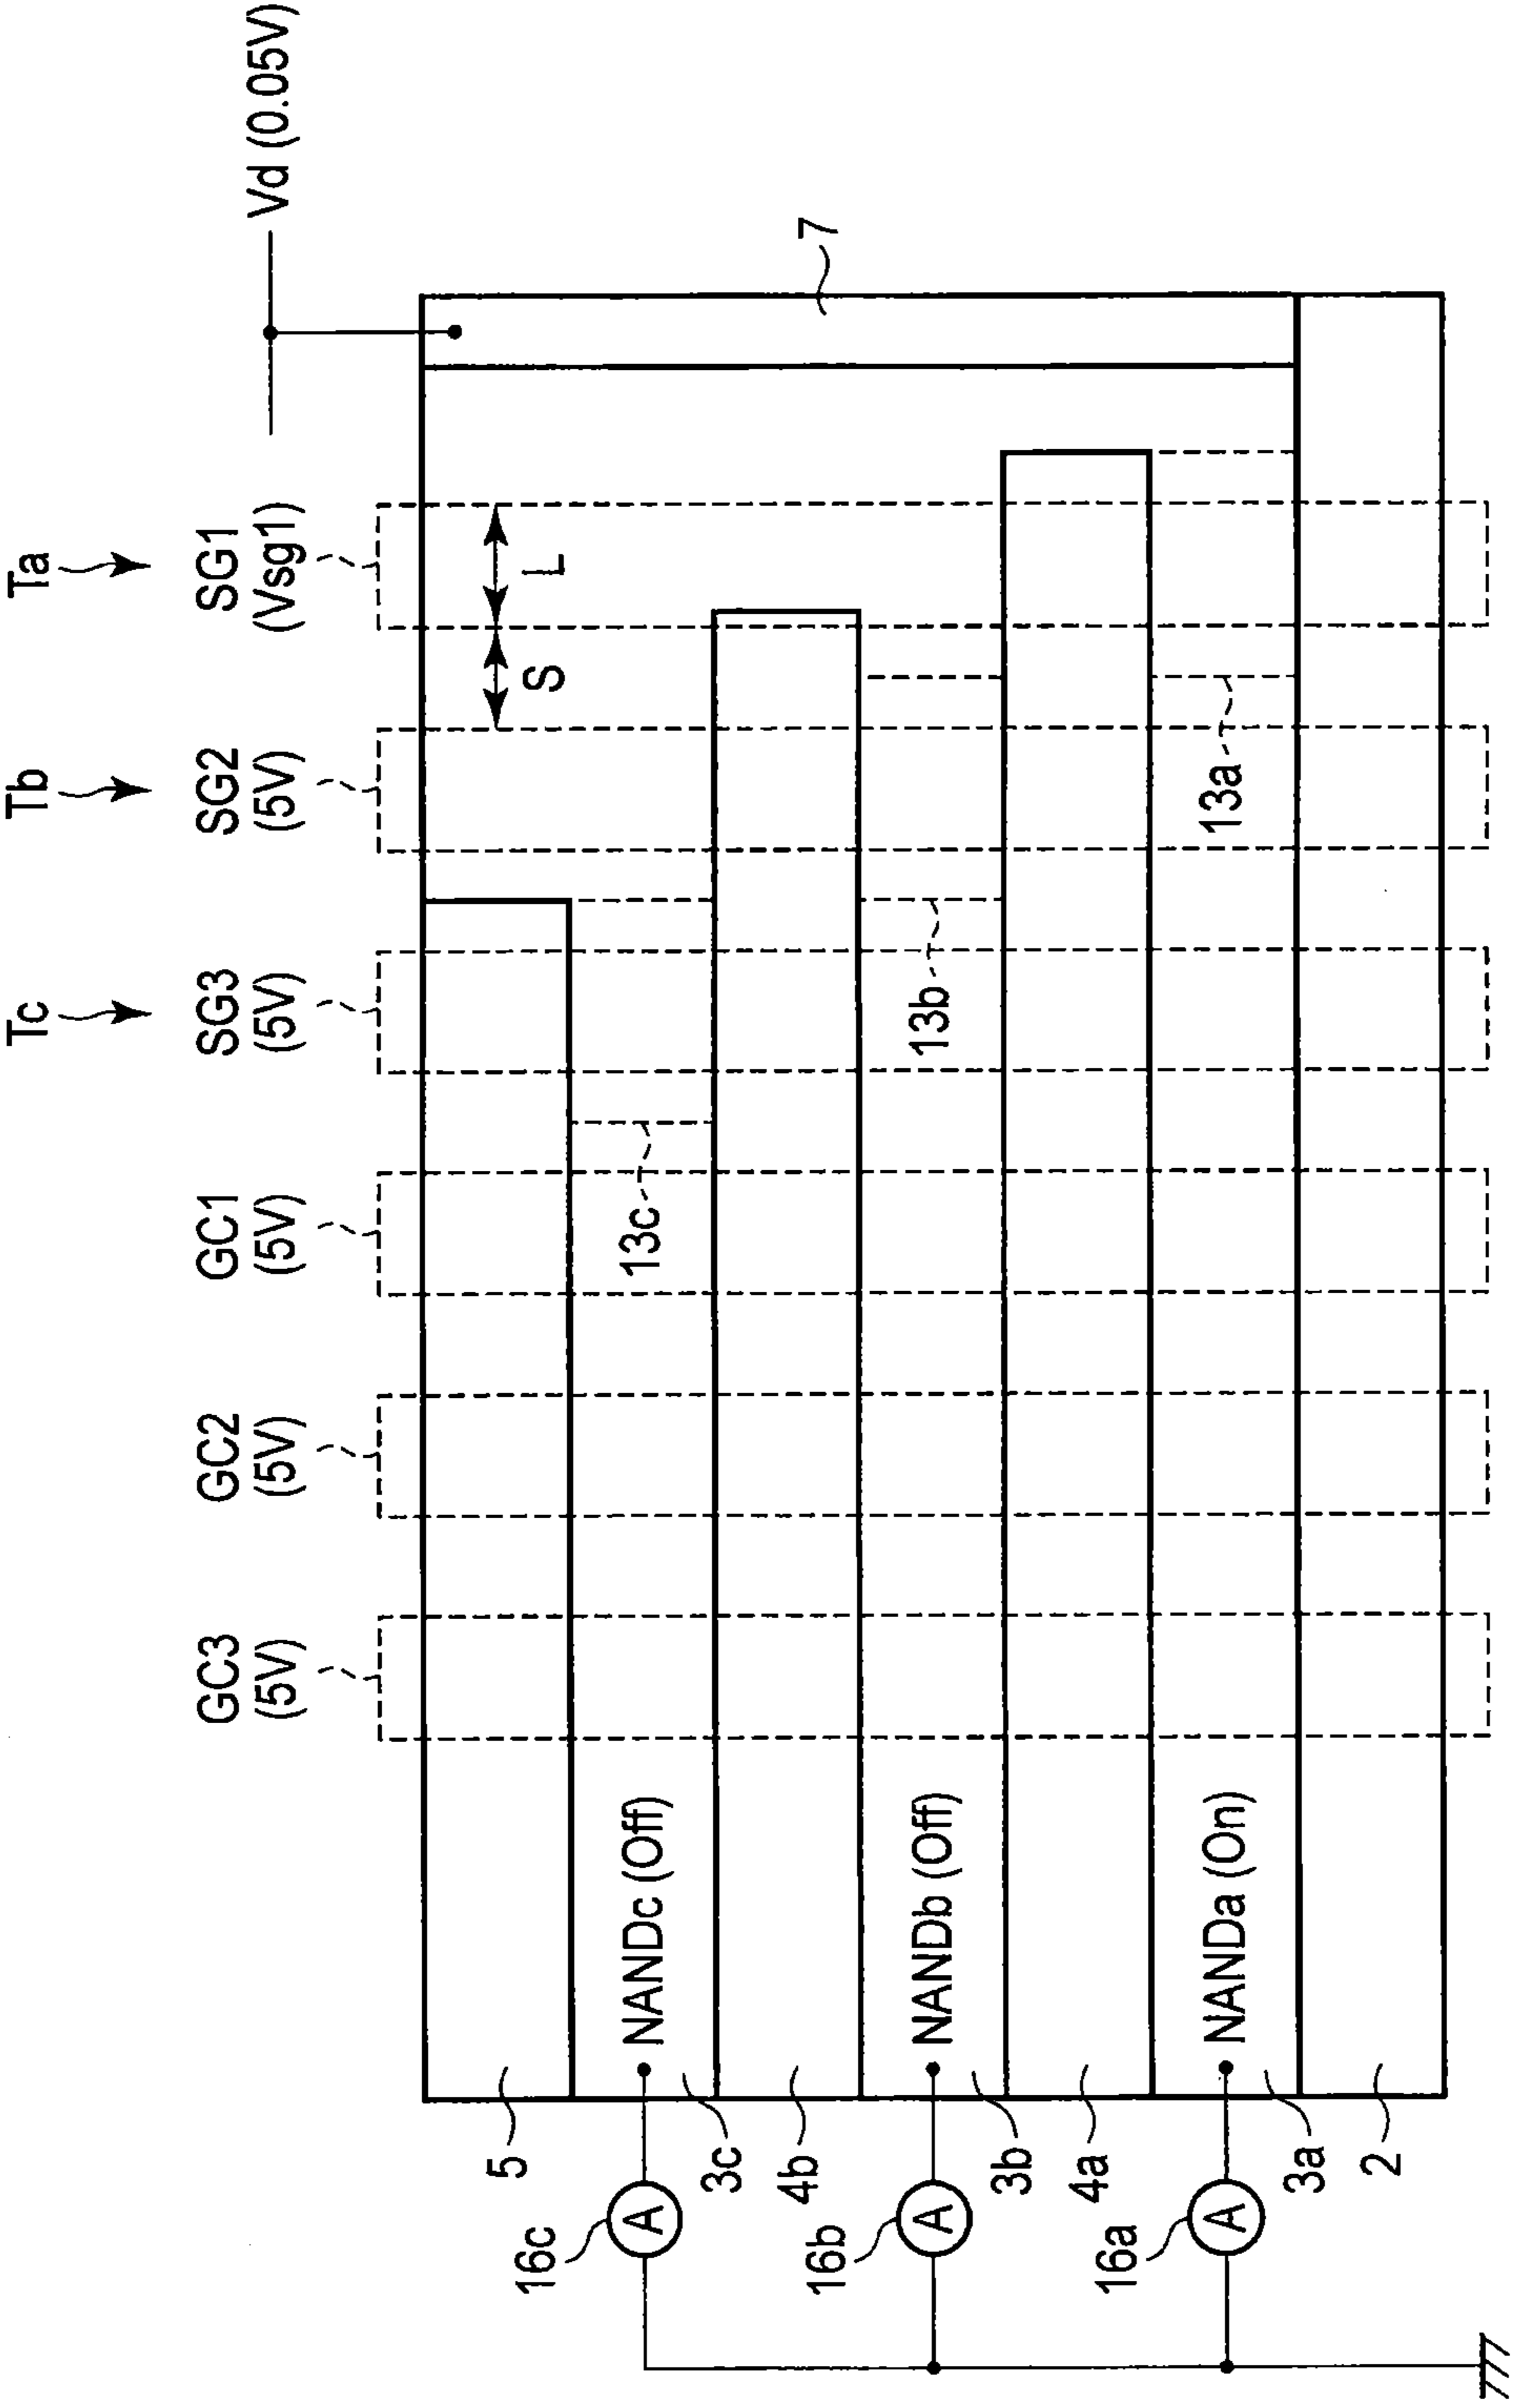 Ta
Tb
Tc
SG1
(Vsg1)
SG2
(5V)
SG3
(5V)
GC1
(5V)
GC2
(5V)
GC3
(5V)
Vd (0.05V)
7
L
S
13a
13b
13c
NANDc (Off)
NANDb (Off)
NANDa (On)
5
3c
4b
3b
4a
3a
2
16c
A
16b
A
16a
A